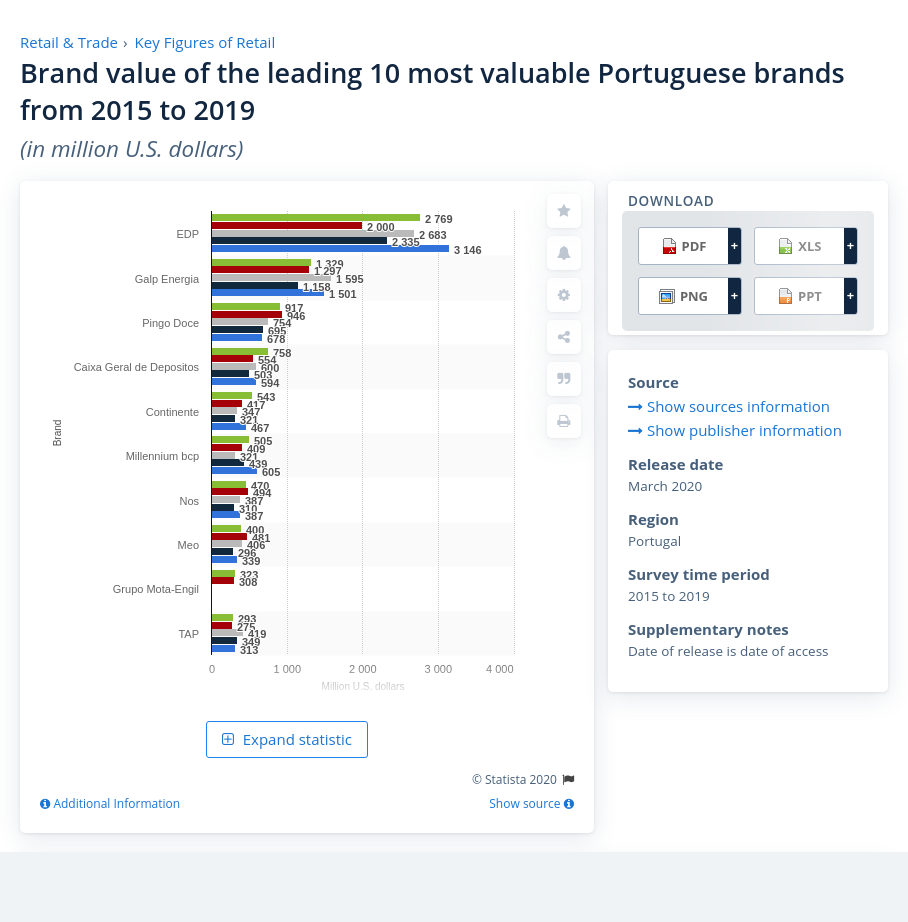 Retail & Trade › Key Figures of Retail
Brand value of the leading 10 most valuable Portuguese brands
from 2015 to 2019
(in million U.S. dollars)
DOWNLOAD
PDF +
XLS +
PNG +
PPT +
Brand
EDP
2 769
2 000
2 683
2,335
3 146
Galp Energia
1 329
1 297
1 595
1,158
1 501
Pingo Doce
917
946
754
695
678
Caixa Geral de Depositos
758
554
600
503
594
Continente
543
417
347
321
467
Millennium bcp
505
409
321
439
605
Nos
470
494
387
310
387
Meo
400
481
406
296
339
Grupo Mota-Engil
323
308
TAP
293
275
419
349
313
0 1 000 2 000 3 000 4 000
Million U.S. dollars
Expand statistic
© Statista 2020
Additional Information
Show source
Source
Show sources information
Show publisher information
Release date
March 2020
Region
Portugal
Survey time period
2015 to 2019
Supplementary notes
Date of release is date of access